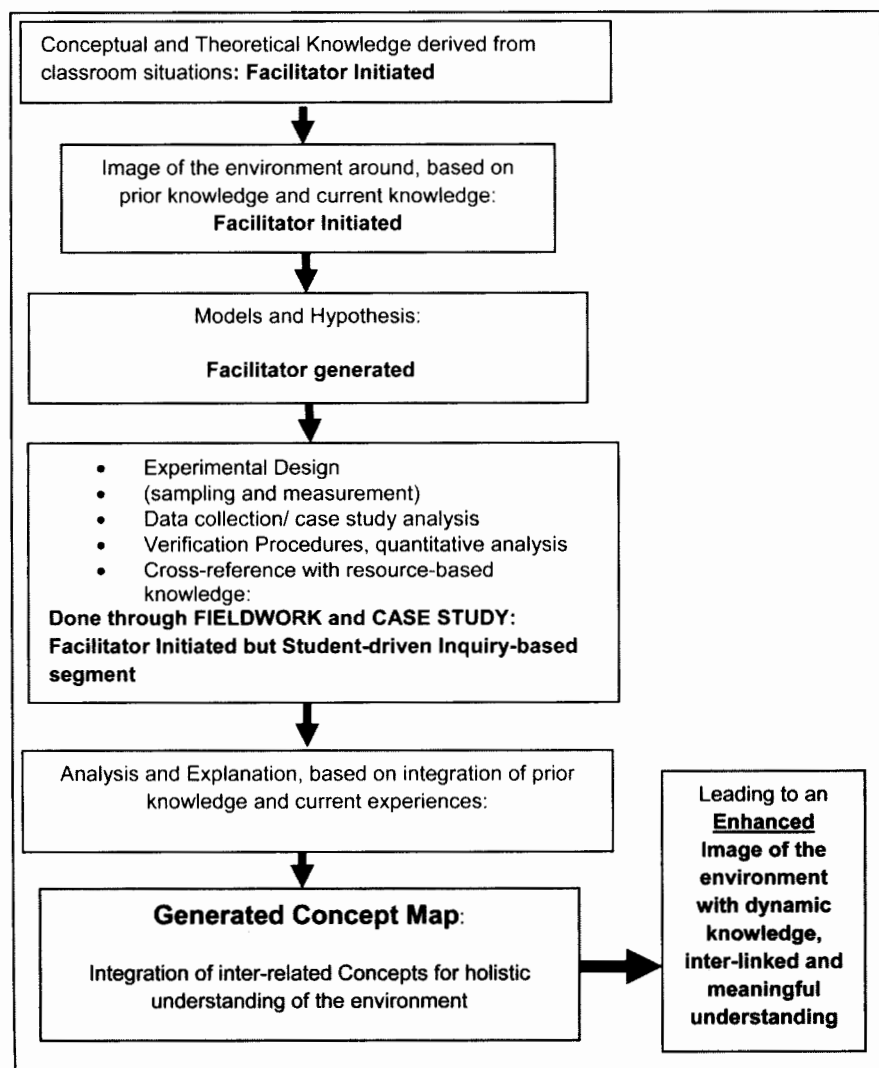 Conceptual and Theoretical Knowledge derived from
classroom situations: Facilitator Initiated
Image of the environment around, based on
prior knowledge and current knowledge:
Facilitator Initiated
Models and Hypothesis:
Facilitator generated
• Experimental Design
• (sampling and measurement)
• Data collection/ case study analysis
• Verification Procedures, quantitative analysis
• Cross-reference with resource-based
knowledge:
Done through FIELDWORK and CASE STUDY:
Facilitator Initiated but Student-driven Inquiry-based
segment
Analysis and Explanation, based on integration of prior
knowledge and current experiences:
Generated Concept Map:
Integration of inter-related Concepts for holistic
understanding of the environment
Leading to an
Enhanced
Image of the
environment
with dynamic
knowledge,
inter-linked and
meaningful
understanding